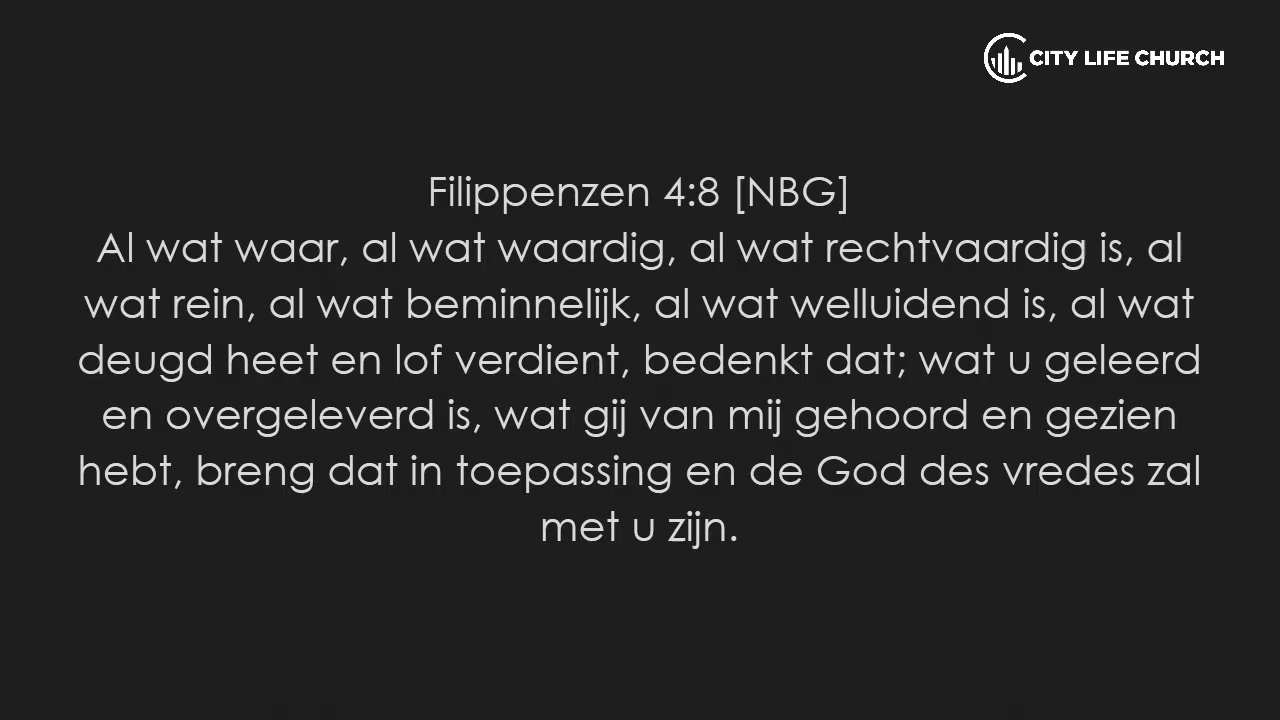 CITY LIFE CHURCH
Filippenzen 4:8 [NBG]
Al wat waar, al wat waardig, al wat rechtvaardig is, al
wat rein, al wat beminnelijk, al wat welluidend is, al wat
deugd heet en lof verdient, bedenkt dat; wat u geleerd
en overgeleverd is, wat gij van mij gehoord en gezien
hebt, breng dat in toepassing en de God des vredes zal
met u zijn.